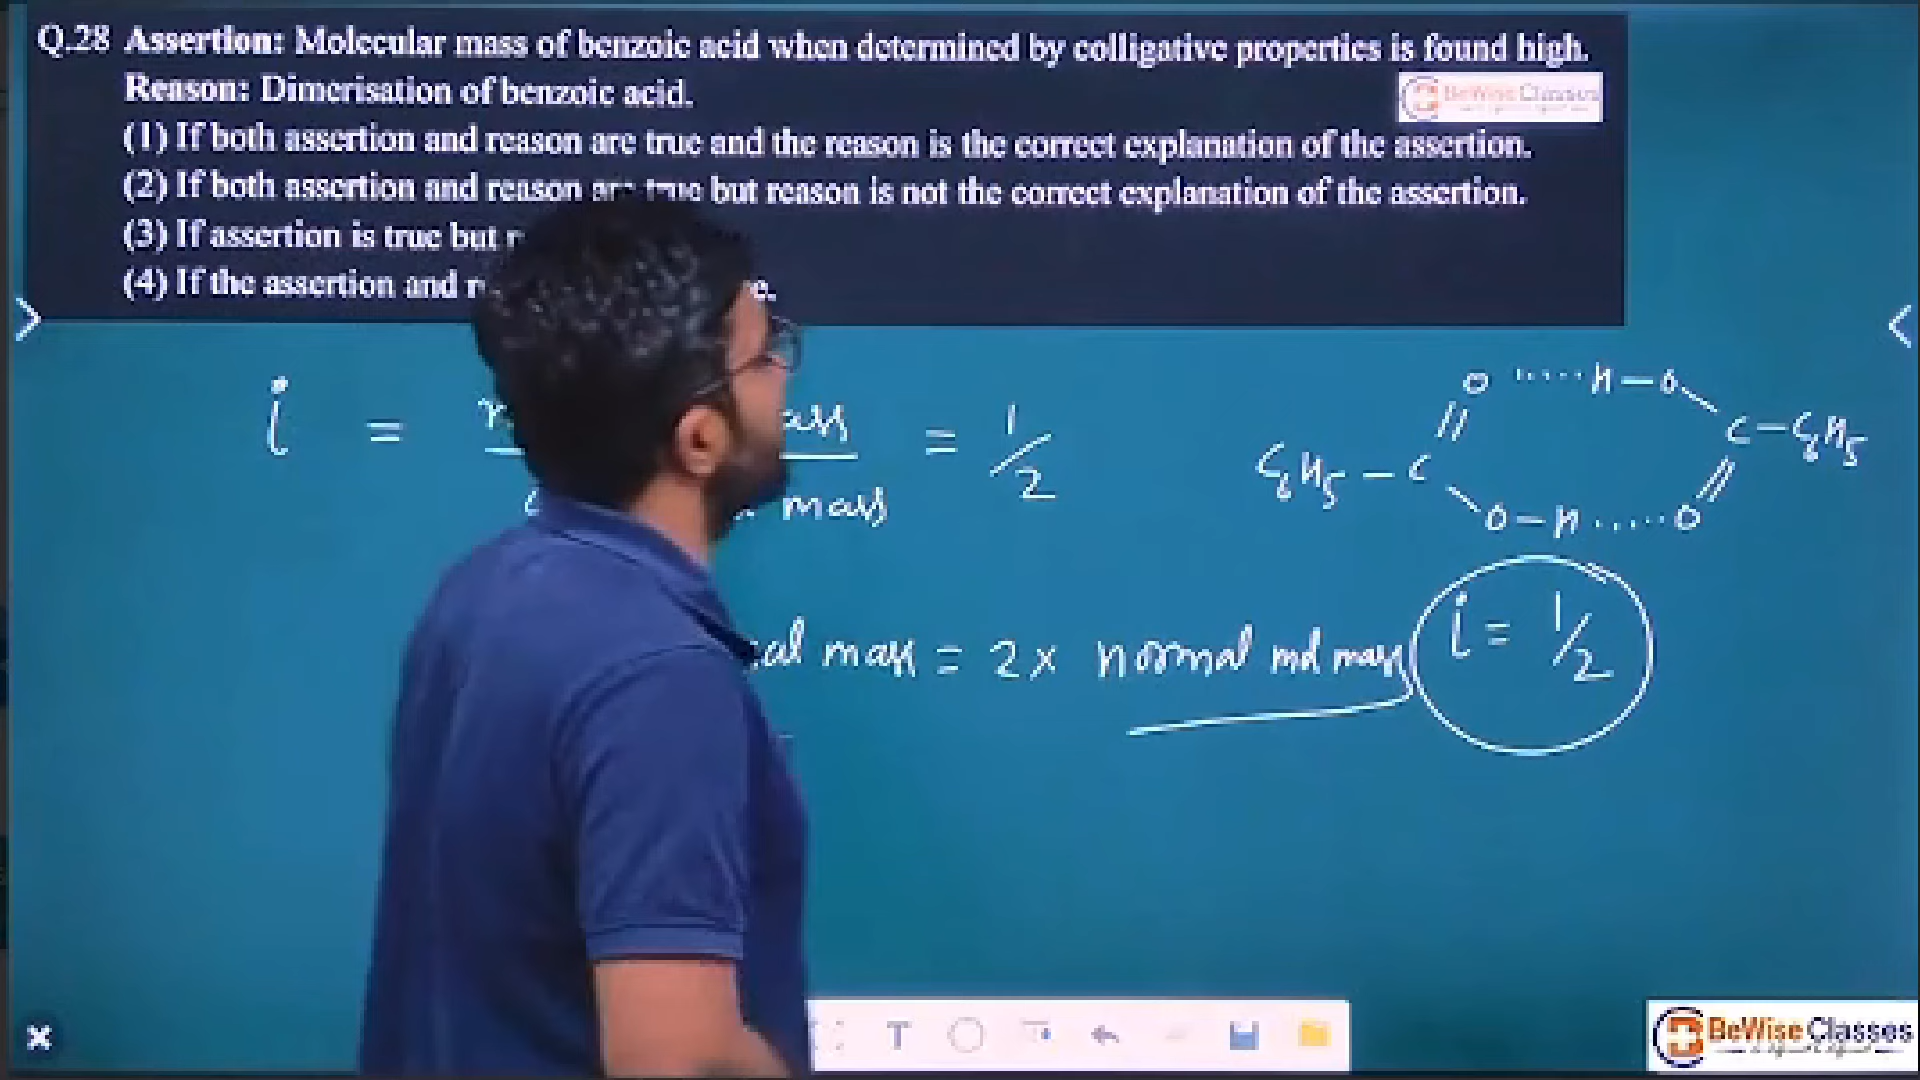 Q.28 Assertion: Molecular mass of benzoic acid when determined by colligative properties is found high.
Reason: Dimerisation of benzoic acid.
BeWise Classes
(1) If both assertion and reason are true and the reason is the correct explanation of the assertion.
(2) If both assertion and reason are true but reason is not the correct explanation of the assertion.
(3) If assertion is true but
(4) If the assertion and
i = mass = 1/2
mass
O ····· H — O
C — C6H5
C6H5 — C
O — H ····· O
mass = 2 x normal mol mass
i = 1/2
T
BeWise Classes